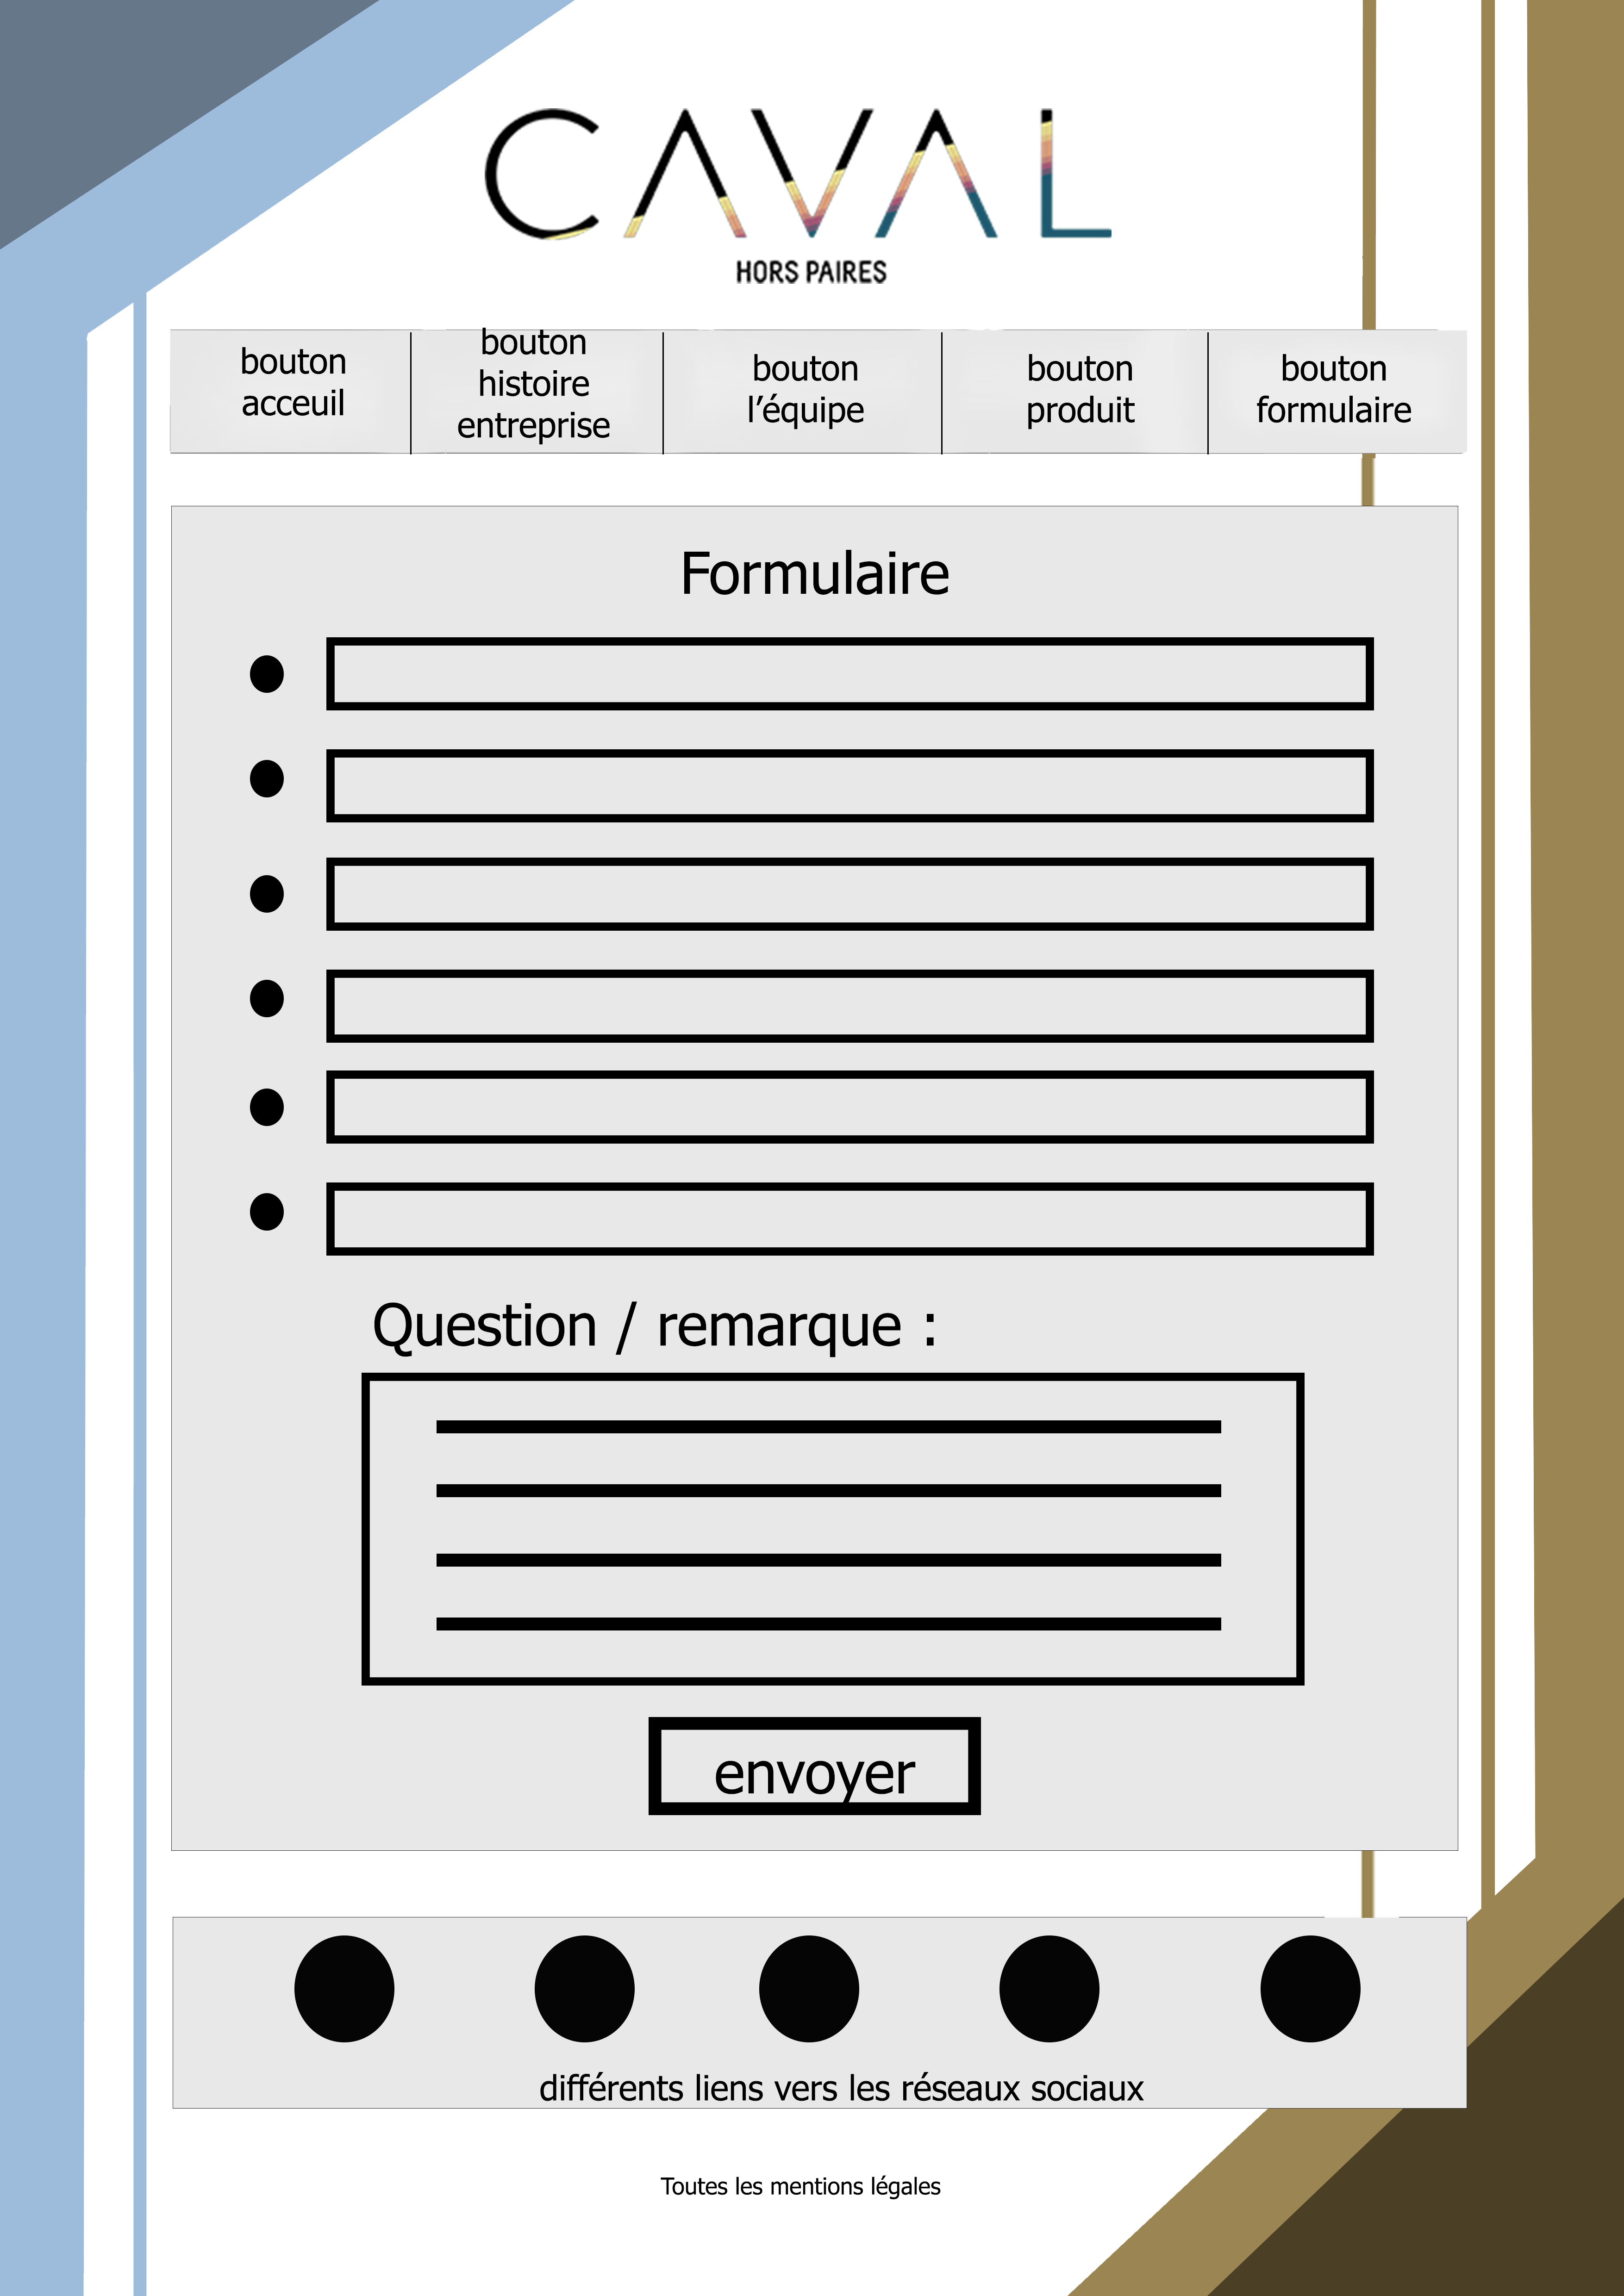 CAVAL
HORS PAIRES
bouton
acceuil
bouton
histoire
entreprise
bouton
l'équipe
bouton
produit
bouton
formulaire
Formulaire
Question / remarque :
envoyer
différents liens vers les réseaux sociaux
Toutes les mentions légales